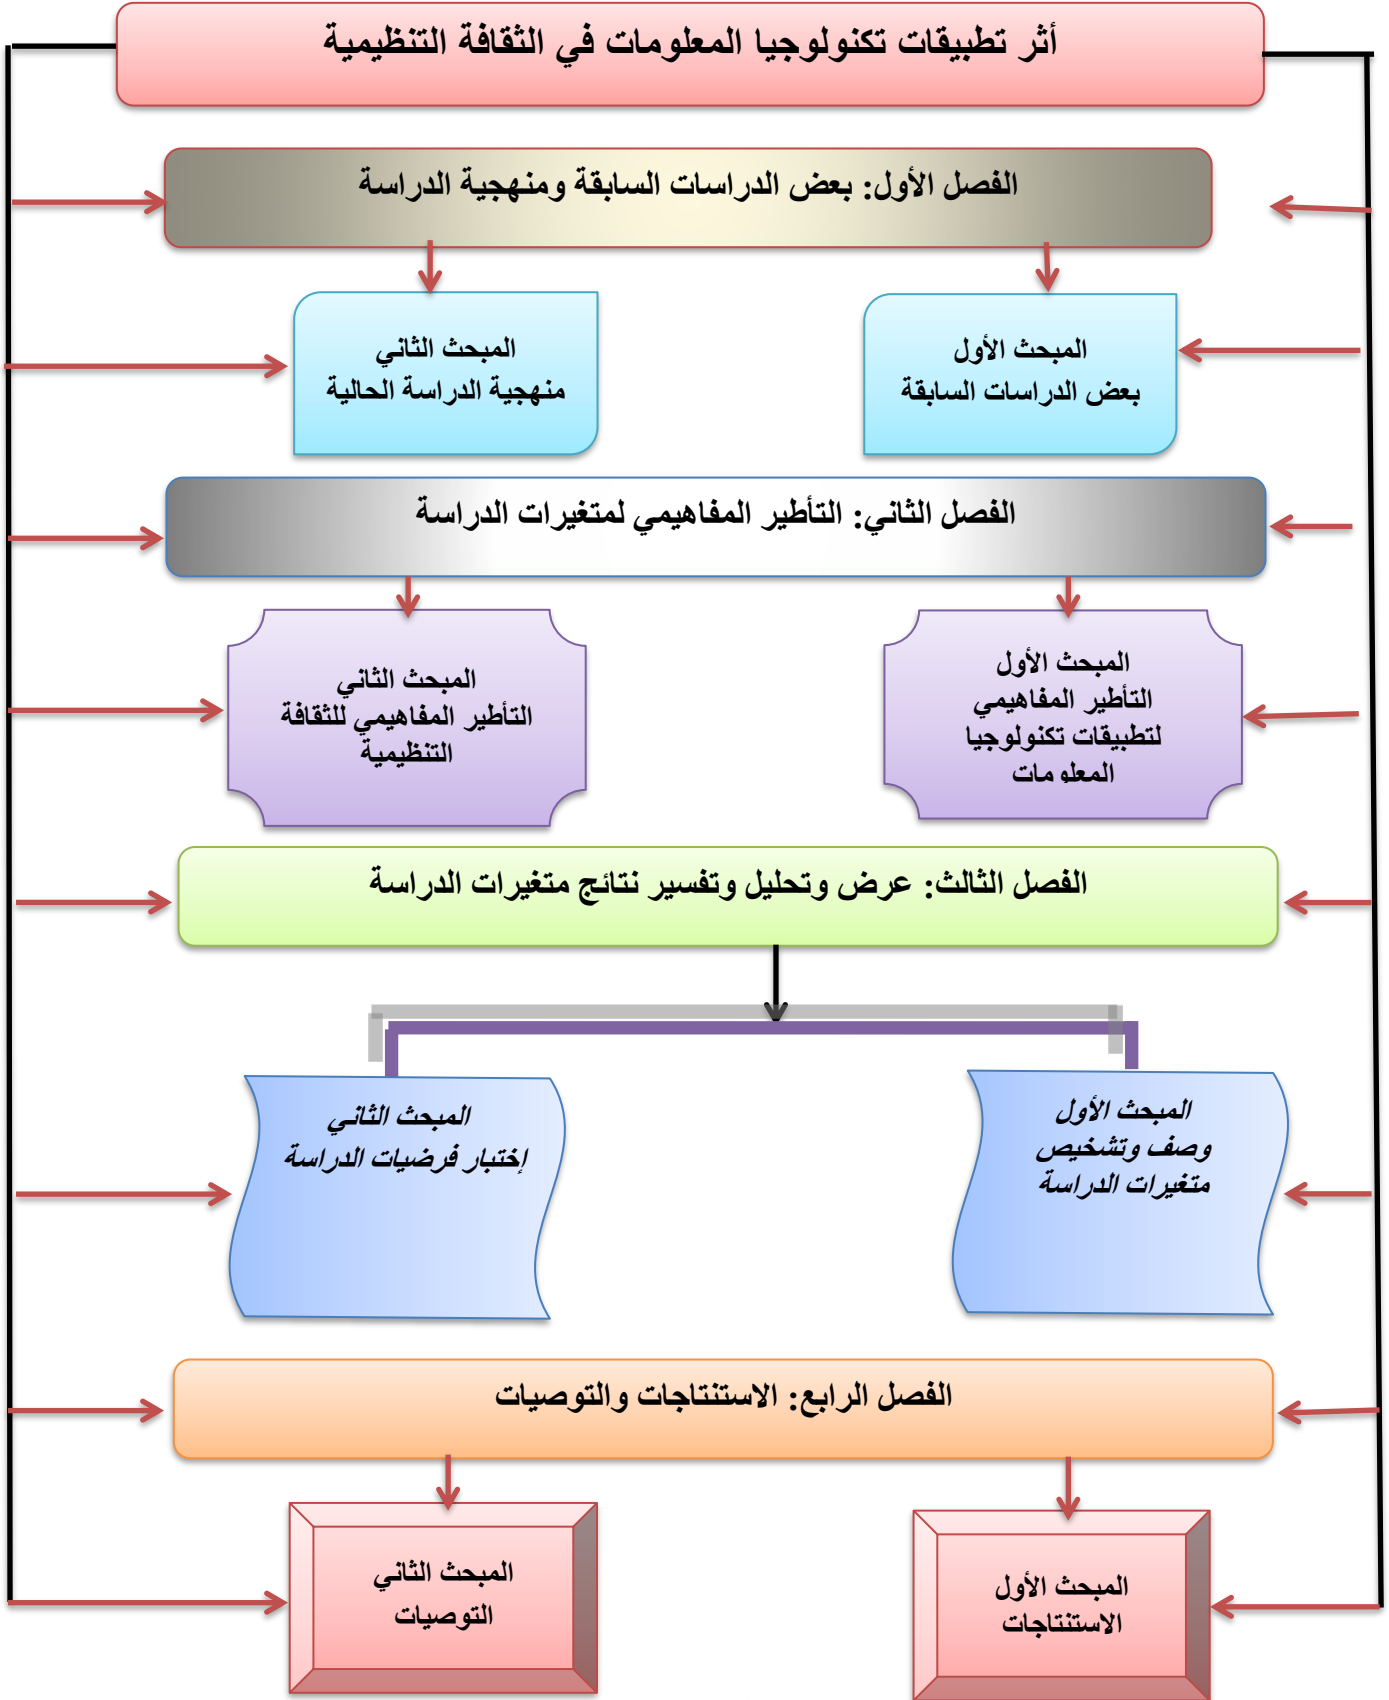 أثر تطبيقات تكنولوجيا المعلومات في الثقافة التنظيمية
الفصل الأول: بعض الدراسات السابقة ومنهجية الدراسة
المبحث الأول
بعض الدراسات السابقة
المبحث الثاني
منهجية الدراسة الحالية
الفصل الثاني: التأطير المفاهيمي لمتغيرات الدراسة
المبحث الأول
التأطير المفاهيمي
لتطبيقات تكنولوجيا
المعلومات
المبحث الثاني
التأطير المفاهيمي للثقافة
التنظيمية
الفصل الثالث: عرض وتحليل وتفسير نتائج متغيرات الدراسة
المبحث الأول
وصف وتشخيص
متغيرات الدراسة
المبحث الثاني
إختبار فرضيات الدراسة
الفصل الرابع: الاستنتاجات والتوصيات
المبحث الأول
الاستنتاجات
المبحث الثاني
التوصيات